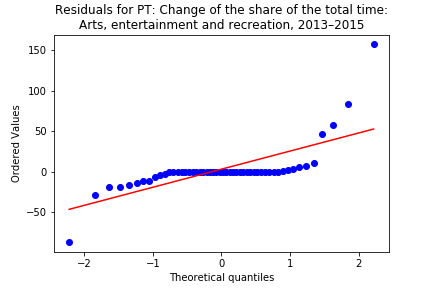 Residuals for PT: Change of the share of the total time:
Arts, entertainment and recreation, 2013–2015
150
100
50
0
−50
Ordered Values
−2
−1
0
1
2
Theoretical quantiles